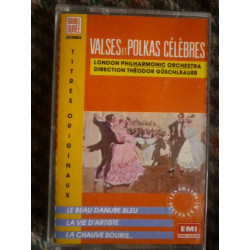 VALSES ET POLKAS CÉLÈBRES
LONDON PHILHARMONIC ORCHESTRA
DIRECTION THÉODOR GÜSCHLBAUER
TITRES ORIGINAUX
LE BEAU DANUBE BLEU
LA VIE D'ARTISTE
LA CHAUVE SOURIS...
EMI